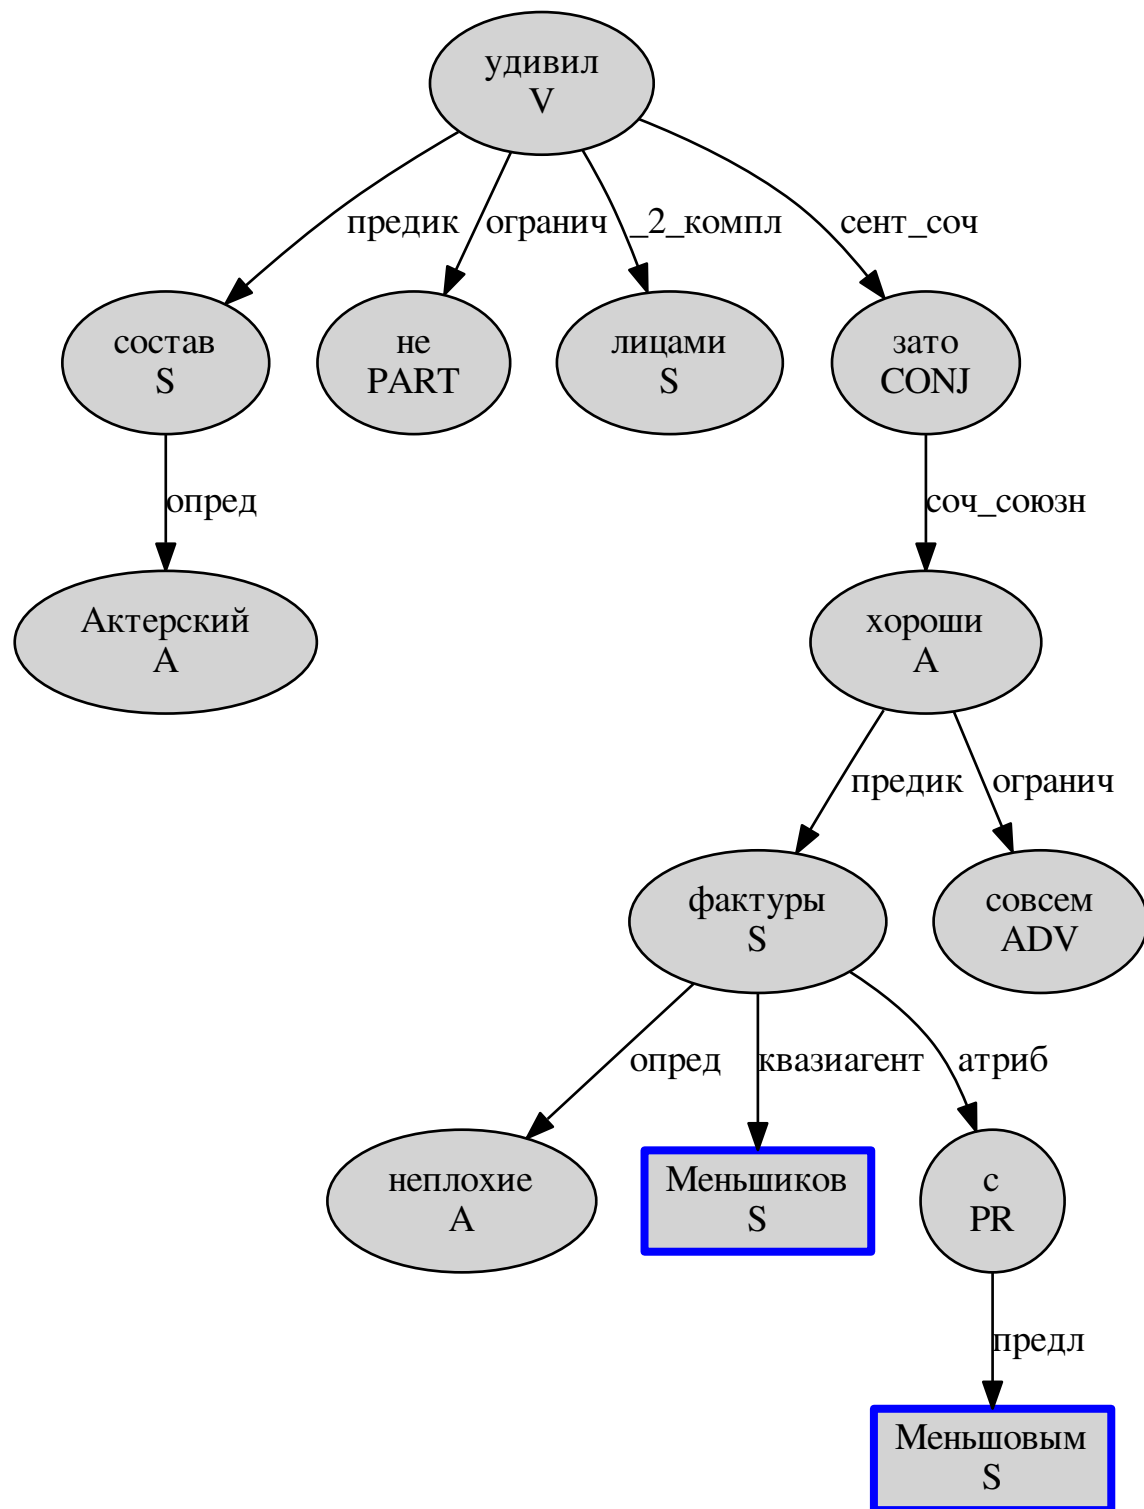 удивил
V
предик
огранич
_2_компл
сент_соч
состав
S
не
PART
лицами
S
зато
CONJ
опред
соч_союзн
Актерский
A
хороши
A
предик
огранич
фактуры
S
совсем
ADV
опред
квазиагент
атриб
неплохие
A
Меньшиков
S
с
PR
предл
Меньшовым
S